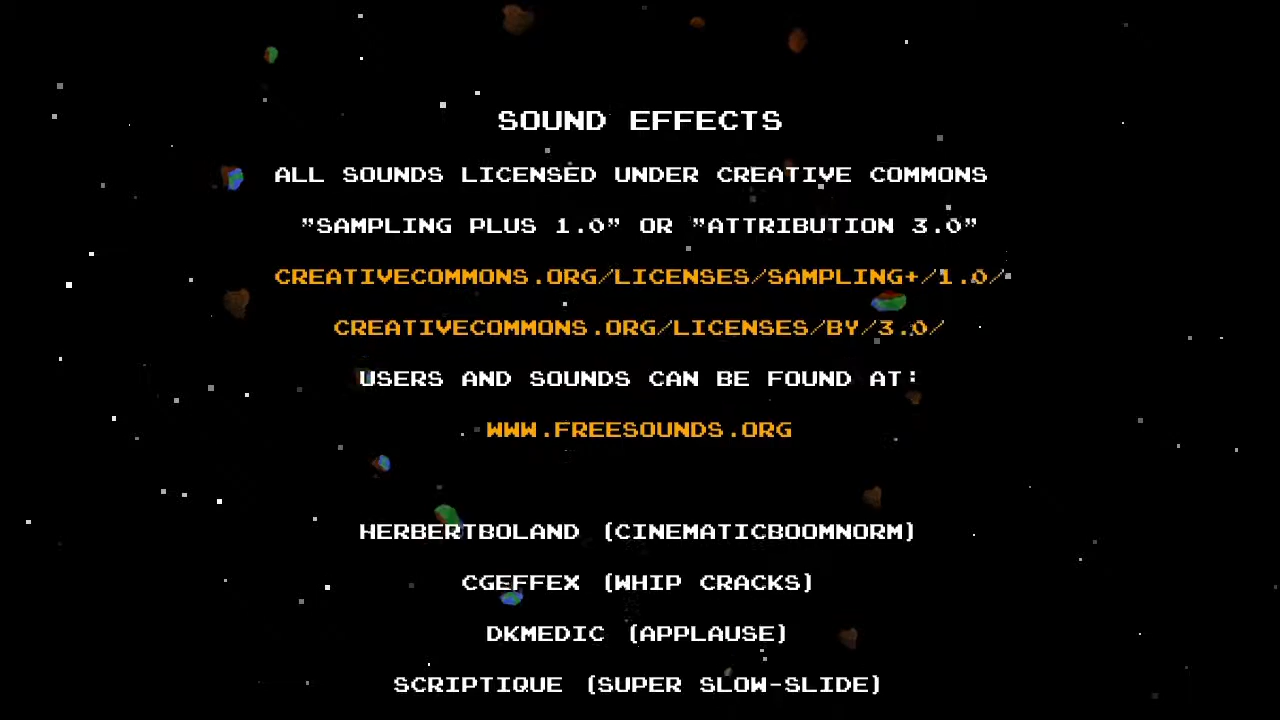 SOUND EFFECTS
ALL SOUNDS LICENSED UNDER CREATIVE COMMONS
"SAMPLING PLUS 1.0" OR "ATTRIBUTION 3.0"
CREATIVECOMMONS.ORG/LICENSES/SAMPLING+/1.0/
CREATIVECOMMONS.ORG/LICENSES/BY/3.0/
USERS AND SOUNDS CAN BE FOUND AT:
WWW.FREESOUNDS.ORG
HERBERTBOLAND (CINEMATICBOOMNORM)
CGEFFEX (WHIP CRACKS)
DKMEDIC (APPLAUSE)
SCRIPTIQUE (SUPER SLOW-SLIDE)